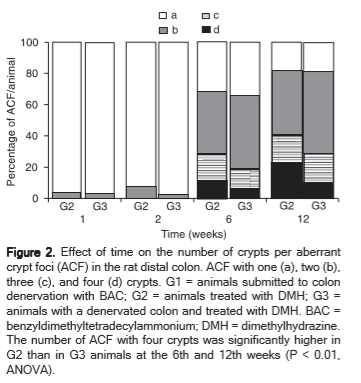 a
c
b
d
100
80
60
40
20
0
Percentage of ACF/animal
G2 G3 G2 G3 G2 G3 G2 G3
1 2 6 12
Time (weeks)
Figure 2. Effect of time on the number of crypts per aberrant
crypt foci (ACF) in the rat distal colon. ACF with one (a), two (b),
three (c), and four (d) crypts. G1 = animals submitted to colon
denervation with BAC; G2 = animals treated with DMH; G3 =
animals with a denervated colon and treated with DMH. BAC =
benzyldimethyltetradecylammonium; DMH = dimethylhydrazine.
The number of ACF with four crypts was significantly higher in
G2 than in G3 animals at the 6th and 12th weeks (P < 0.01,
ANOVA).